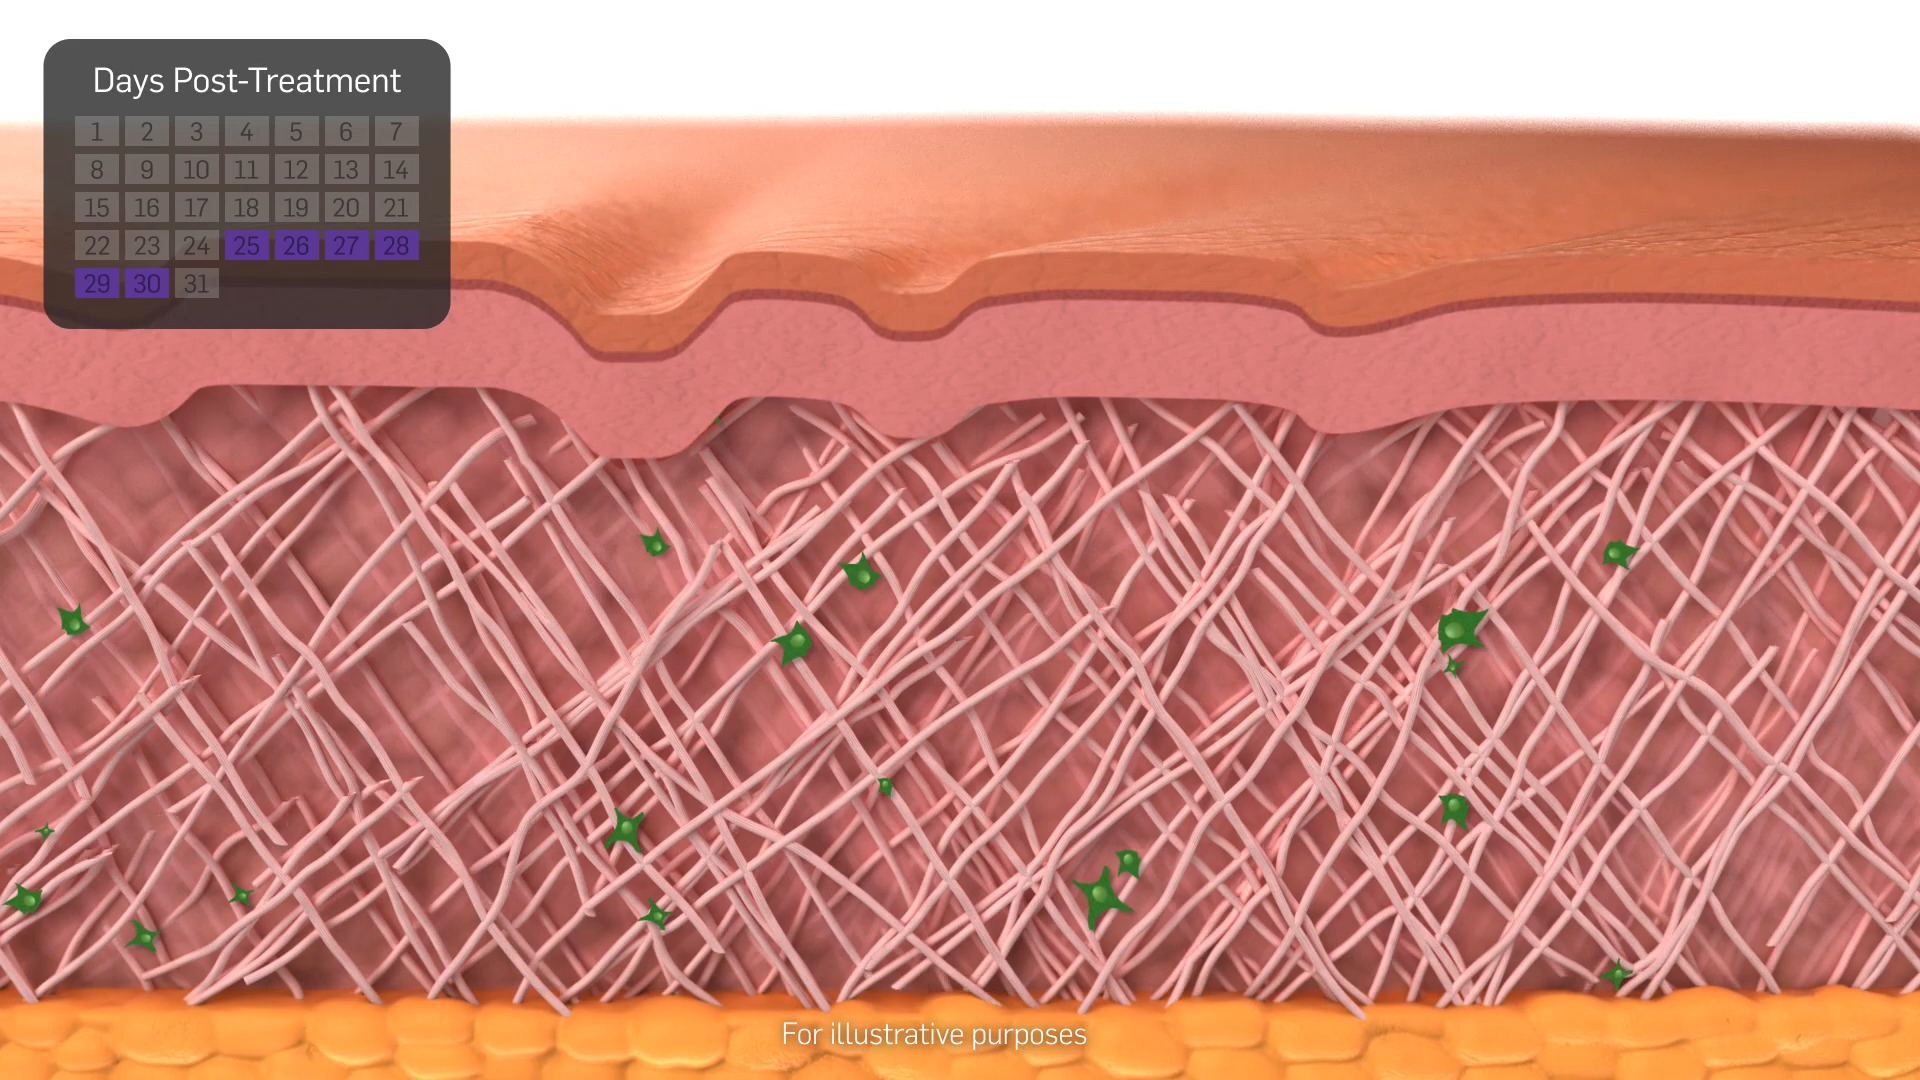 Days Post-Treatment
1 2 3 4 5 6 7
8 9 10 11 12 13 14
15 16 17 18 19 20 21
22 23 24 25 26 27 28
29 30 31
For illustrative purposes